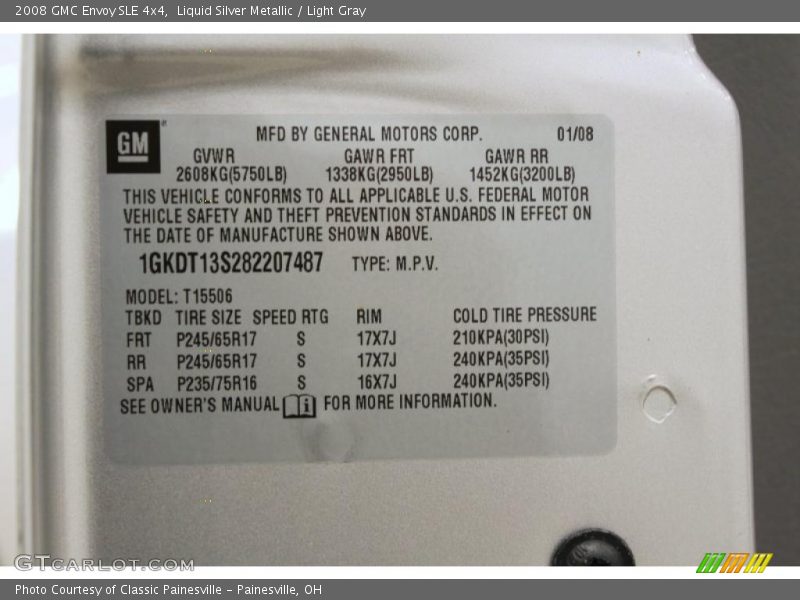 2008 GMC Envoy SLE 4x4, Liquid Silver Metallic / Light Gray
GM
MFD BY GENERAL MOTORS CORP. 01/08
GVWR GAWR FRT GAWR RR
2608KG(5750LB) 1338KG(2950LB) 1452KG(3200LB)
THIS VEHICLE CONFORMS TO ALL APPLICABLE U.S. FEDERAL MOTOR
VEHICLE SAFETY AND THEFT PREVENTION STANDARDS IN EFFECT ON
THE DATE OF MANUFACTURE SHOWN ABOVE.
1GKDT13S282207487 TYPE: M.P.V.
MODEL: T15506
TBKD TIRE SIZE SPEED RTG RIM COLD TIRE PRESSURE
FRT P245/65R17 S 17X7J 210KPA(30PSI)
RR P245/65R17 S 17X7J 240KPA(35PSI)
SPA P235/75R16 S 16X7J 240KPA(35PSI)
SEE OWNER'S MANUAL i FOR MORE INFORMATION.
GTCARLOT.COM
Photo Courtesy of Classic Painesville - Painesville, OH